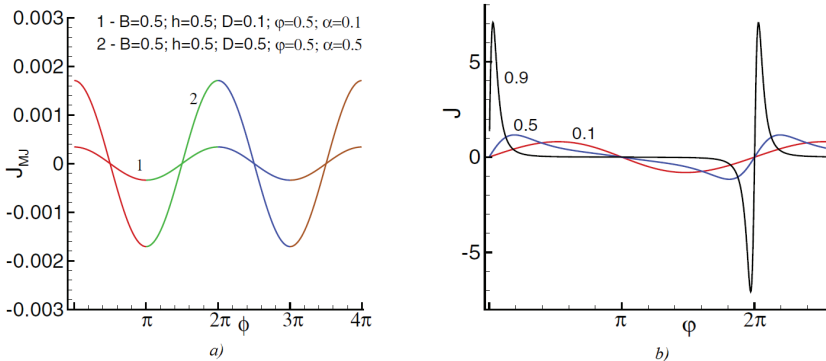 a)
1 - B=0.5; h=0.5; D=0.1; φ=0.5; α=0.1
2 - B=0.5; h=0.5; D=0.5; φ=0.5; α=0.5
0.003
0.002
0.001
0
-0.001
-0.002
-0.003
J_MJ
2
1
π 2π ϕ 3π 4π
a)
b)
5
0
-5
J
0.9
0.5
0.1
π φ 2π
b)